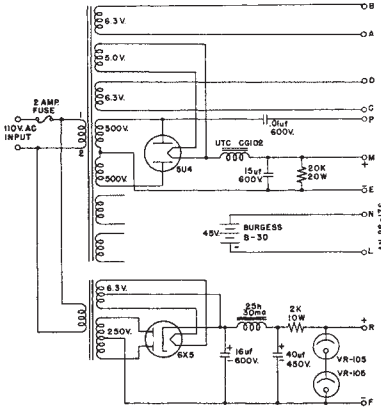 B
6.3V.
A
5.0V.
D
6.3V.
C
2 AMP.
FUSE
P
.01uf
600V.
110V. AC
INPUT
1
2
500V.
5U4
UTC CG102
M
+
500V.
15uf
600V.
20K
20W
-
E
45V.
BURGESS
B-30
N
L
6.3V.
25h
30ma
2K
10W
+
R
250V.
6X5
+
16uf
600V.
+
40uf
450V.
VR-105
VR-105
-
F